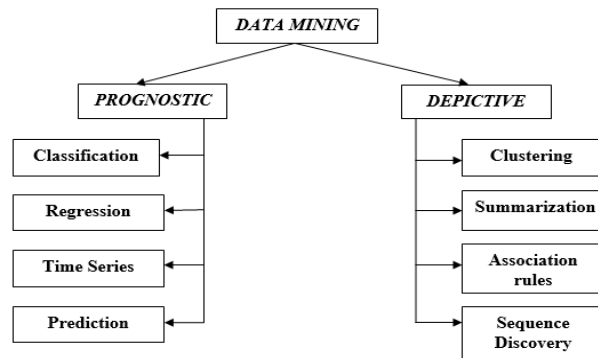 DATA MINING
PROGNOSTIC
DEPICTIVE
Classification
Regression
Time Series
Prediction
Clustering
Summarization
Association
rules
Sequence
Discovery